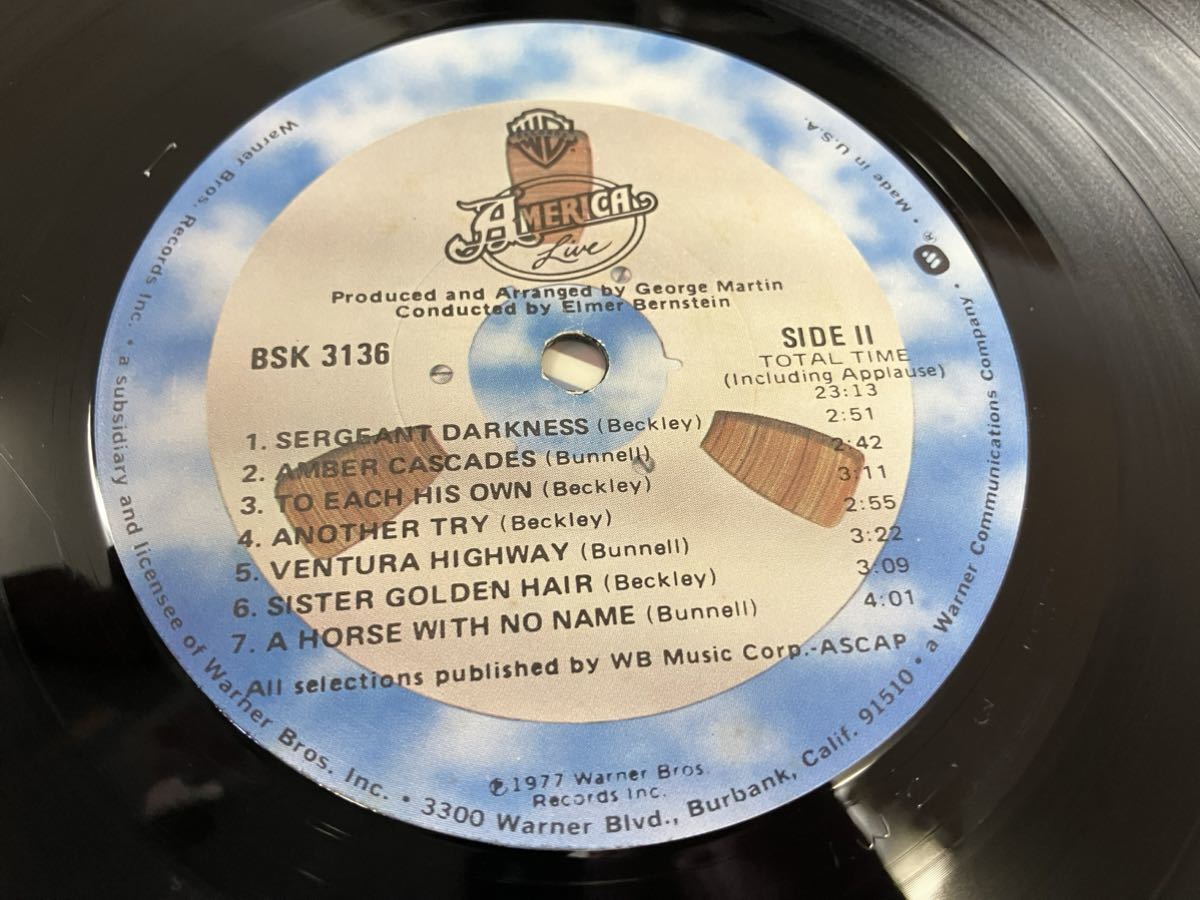 WB
AMERICA
Live
Produced and Arranged by George Martin
Conducted by Elmer Bernstein
BSK 3136
SIDE II
TOTAL TIME
(Including Applause)
23:13
1. SERGEANT DARKNESS (Beckley) 2:51
2. AMBER CASCADES (Bunnell) 2:42
3. TO EACH HIS OWN (Beckley) 3:11
4. ANOTHER TRY (Beckley) 2:55
5. VENTURA HIGHWAY (Bunnell) 3:22
6. SISTER GOLDEN HAIR (Beckley) 3:09
7. A HORSE WITH NO NAME (Bunnell) 4:01
All selections published by WB Music Corp.-ASCAP
℗1977 Warner Bros.
Records Inc.
Warner Bros. Records Inc. • a subsidiary and licensee of Warner Bros. Inc. • 3300 Warner Blvd., Burbank, Calif. 91510 • a Warner Communications Company • ® • Made in U.S.A.